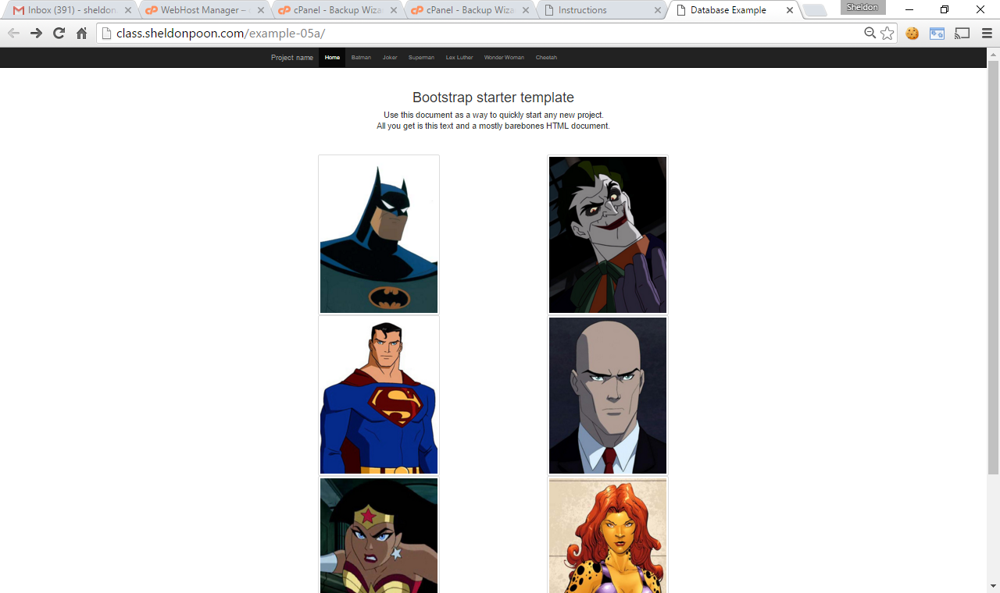 Inbox (391) - sheldon
WebHost Manager –
cPanel - Backup Wiza
cPanel - Backup Wiza
Instructions
Database Example
Sheldon
class.sheldonpoon.com/example-05a/
Project name Home Batman Joker Superman Lex Luther Wonder Woman Cheetah
Bootstrap starter template
Use this document as a way to quickly start any new project.
All you get is this text and a mostly barebones HTML document.